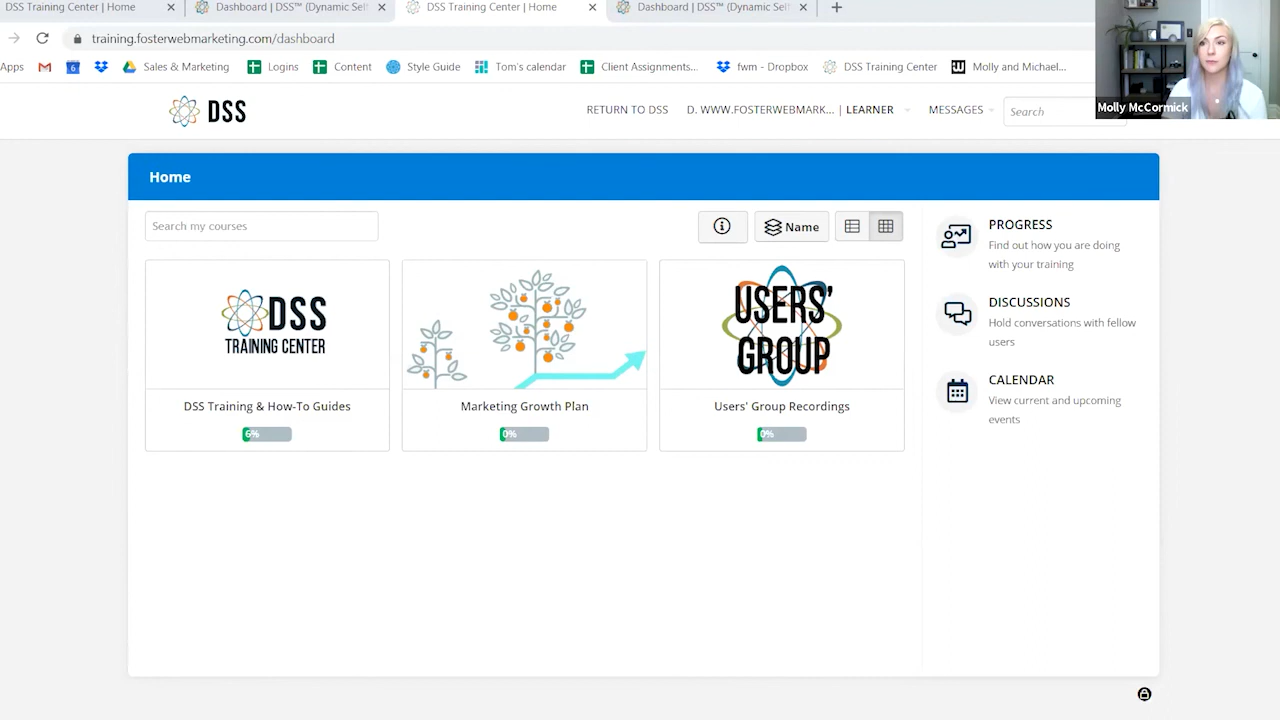 DSS Training Center | Home
Dashboard | DSS™ (Dynamic Self
DSS Training Center | Home
Dashboard | DSS™ (Dynamic Self
training.fosterwebmarketing.com/dashboard
Apps
6
Sales & Marketing
Logins
Content
Style Guide
Tom's calendar
Client Assignments...
fwm - Dropbox
DSS Training Center
Molly and Michael...
Molly McCormick
DSS
RETURN TO DSS
D. WWW.FOSTERWEBMARK... | LEARNER
MESSAGES
Search
Home
Search my courses
Name
DSS
TRAINING CENTER
USERS'
GROUP
DSS Training & How-To Guides
Marketing Growth Plan
Users' Group Recordings
6%
0%
0%
PROGRESS
Find out how you are doing
with your training
DISCUSSIONS
Hold conversations with fellow
users
CALENDAR
View current and upcoming
events